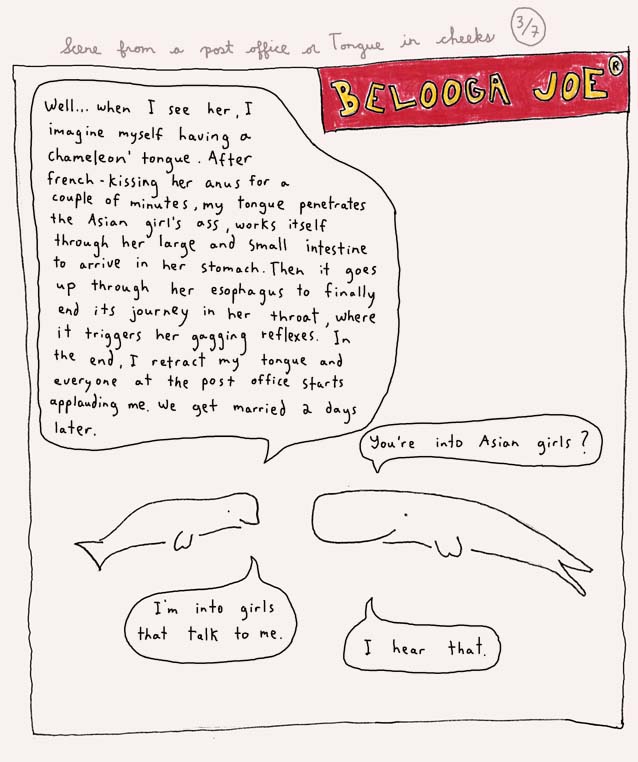 Scene from a post office or Tongue in cheeks 3/7
BELOOGA JOE®
Well... when I see her, I
imagine myself having a
chameleon' tongue. After
french-kissing her anus for a
couple of minutes, my tongue penetrates
the Asian girl's ass, works itself
through her large and small intestine
to arrive in her stomach. Then it goes
up through her esophagus to finally
end its journey in her throat, where
it triggers her gagging reflexes. In
the end, I retract my tongue and
everyone at the post office starts
applauding me. We get married 2 days
later.
You're into Asian girls?
I'm into girls
that talk to me.
I hear that.